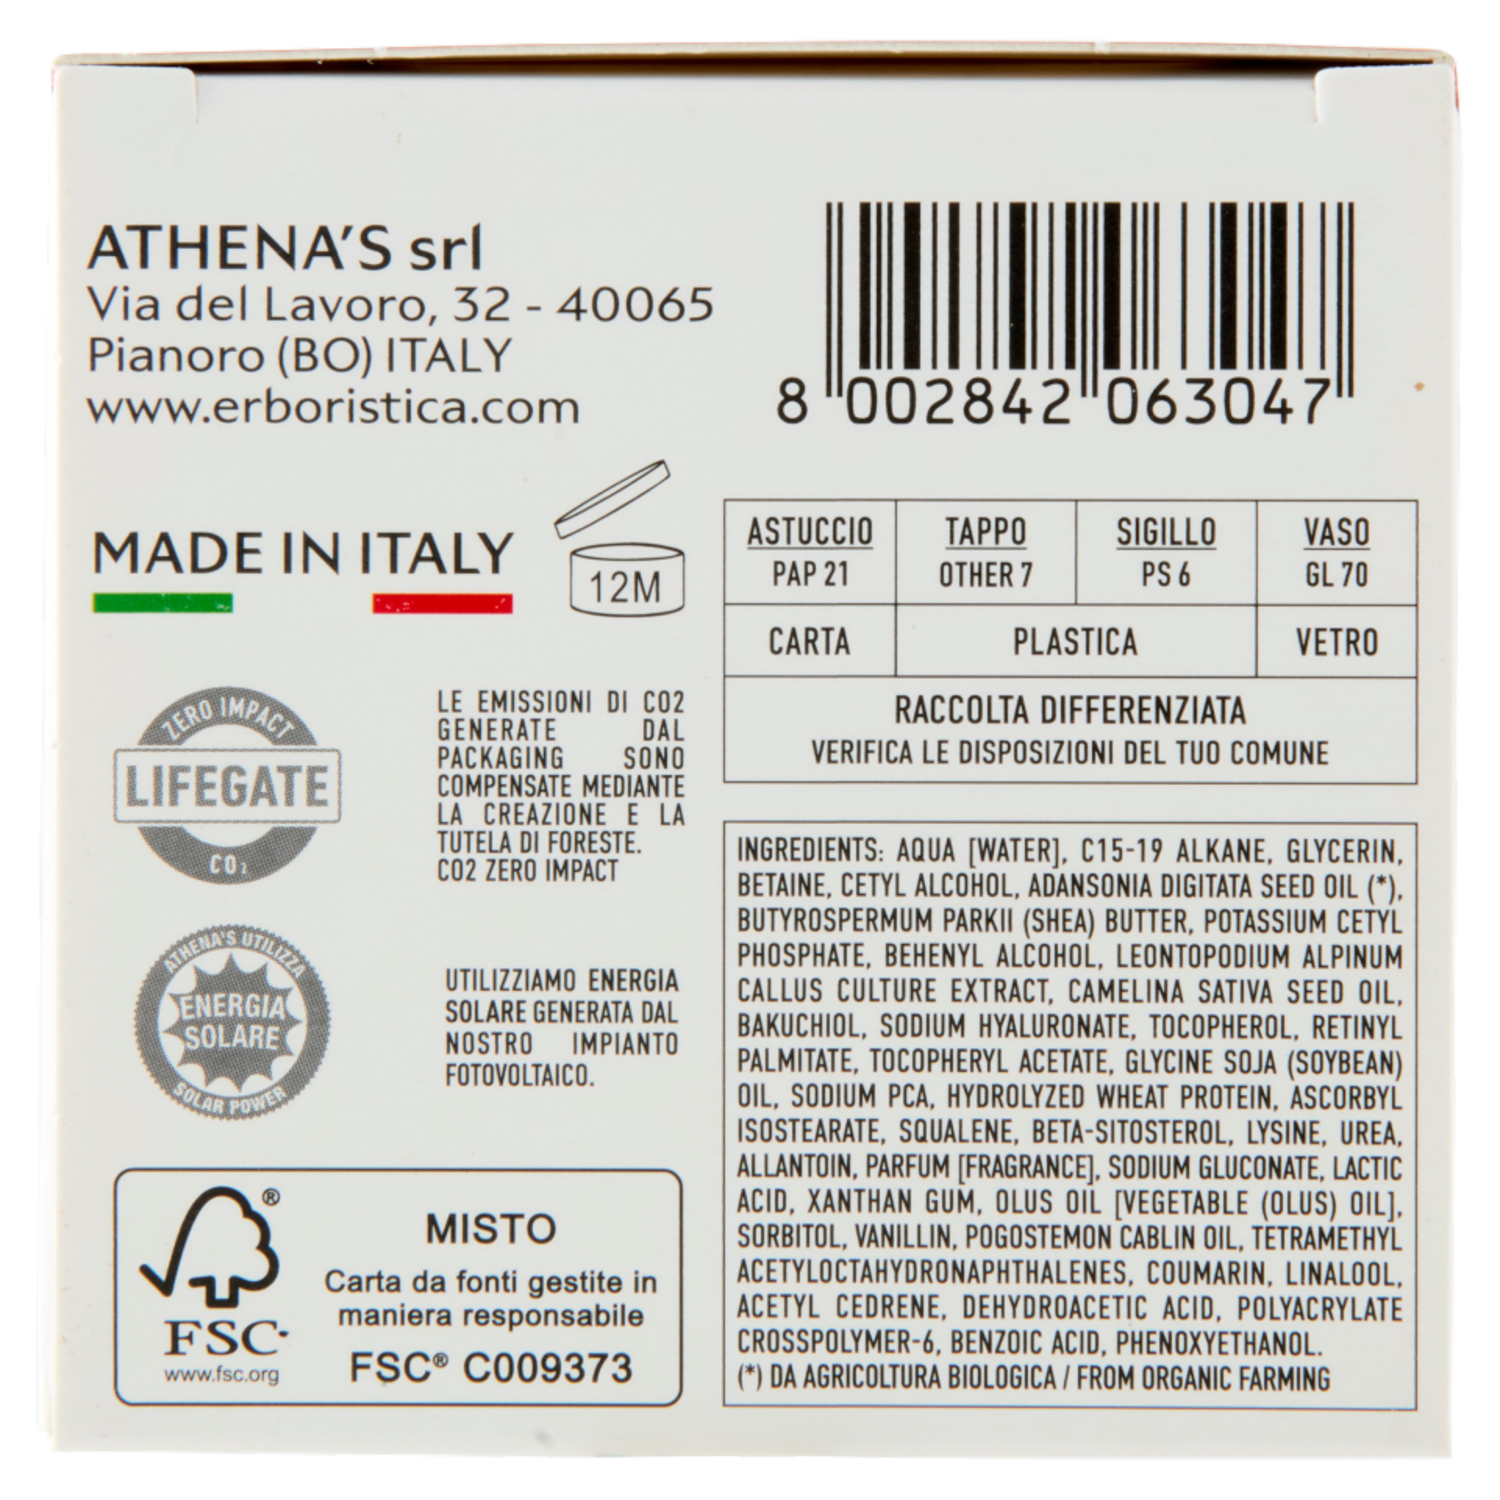 ATHENA'S srl
Via del Lavoro, 32 - 40065
Pianoro (BO) ITALY
www.erboristica.com
8 002842 063047
MADE IN ITALY
12M
ASTUCCIO TAPPO SIGILLO VASO
PAP 21 OTHER 7 PS 6 GL 70
CARTA PLASTICA VETRO
RACCOLTA DIFFERENZIATA
VERIFICA LE DISPOSIZIONI DEL TUO COMUNE
ZERO IMPACT
LIFEGATE
CO2
LE EMISSIONI DI CO2
GENERATE DAL
PACKAGING SONO
COMPENSATE MEDIANTE
LA CREAZIONE E LA
TUTELA DI FORESTE.
CO2 ZERO IMPACT
ATHENA'S UTILIZZA
ENERGIA
SOLARE
SOLAR POWER
UTILIZZIAMO ENERGIA
SOLARE GENERATA DAL
NOSTRO IMPIANTO
FOTOVOLTAICO.
®
FSC
www.fsc.org
MISTO
Carta da fonti gestite in
maniera responsabile
FSC® C009373
INGREDIENTS: AQUA [WATER], C15-19 ALKANE, GLYCERIN,
BETAINE, CETYL ALCOHOL, ADANSONIA DIGITATA SEED OIL (*),
BUTYROSPERMUM PARKII (SHEA) BUTTER, POTASSIUM CETYL
PHOSPHATE, BEHENYL ALCOHOL, LEONTOPODIUM ALPINUM
CALLUS CULTURE EXTRACT, CAMELINA SATIVA SEED OIL,
BAKUCHIOL, SODIUM HYALURONATE, TOCOPHEROL, RETINYL
PALMITATE, TOCOPHERYL ACETATE, GLYCINE SOJA (SOYBEAN)
OIL, SODIUM PCA, HYDROLYZED WHEAT PROTEIN, ASCORBYL
ISOSTEARATE, SQUALENE, BETA-SITOSTEROL, LYSINE, UREA,
ALLANTOIN, PARFUM [FRAGRANCE], SODIUM GLUCONATE, LACTIC
ACID, XANTHAN GUM, OLUS OIL [VEGETABLE (OLUS) OIL],
SORBITOL, VANILLIN, POGOSTEMON CABLIN OIL, TETRAMETHYL
ACETYLOCTAHYDRONAPHTHALENES, COUMARIN, LINALOOL,
ACETYL CEDRENE, DEHYDROACETIC ACID, POLYACRYLATE
CROSSPOLYMER-6, BENZOIC ACID, PHENOXYETHANOL.
(*) DA AGRICOLTURA BIOLOGICA / FROM ORGANIC FARMING